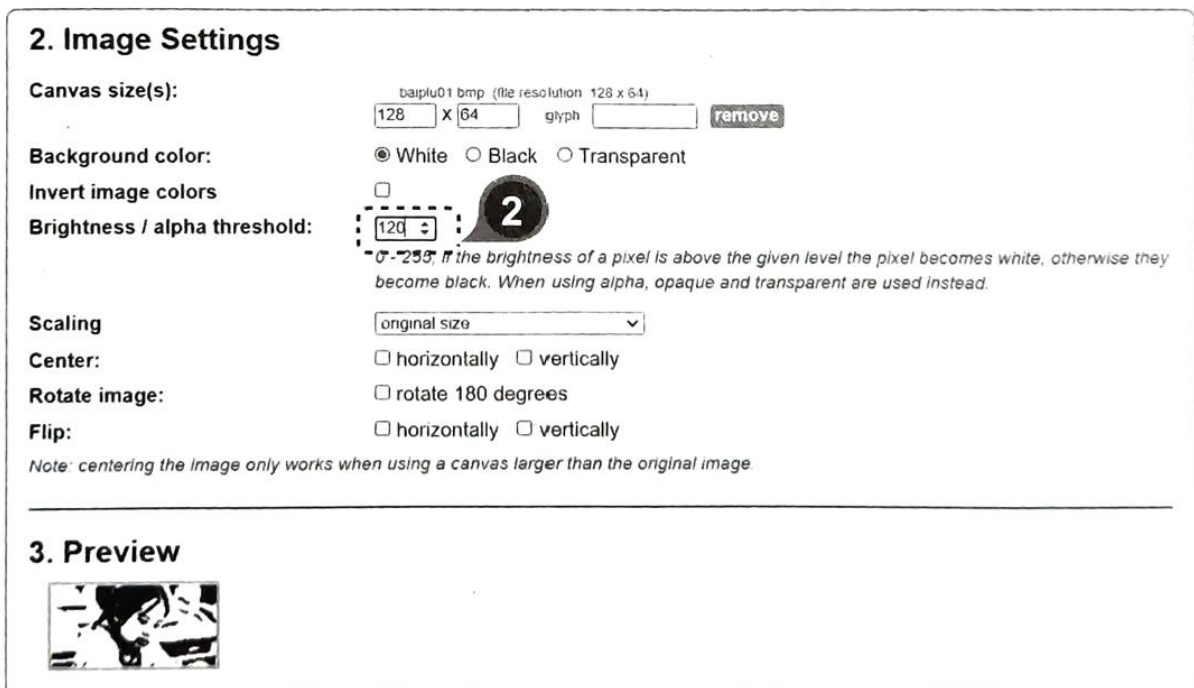 2. Image Settings
Canvas size(s):
baiplu01 bmp (file resolution 128 x 64)
128 X 64 glyph remove
Background color: White Black Transparent
Invert image colors
2
Brightness / alpha threshold: 120
0 - 255; if the brightness of a pixel is above the given level the pixel becomes white, otherwise they
become black. When using alpha, opaque and transparent are used instead.
Scaling original size
Center: horizontally vertically
Rotate image: rotate 180 degrees
Flip: horizontally vertically
Note: centering the image only works when using a canvas larger than the original image.
3. Preview